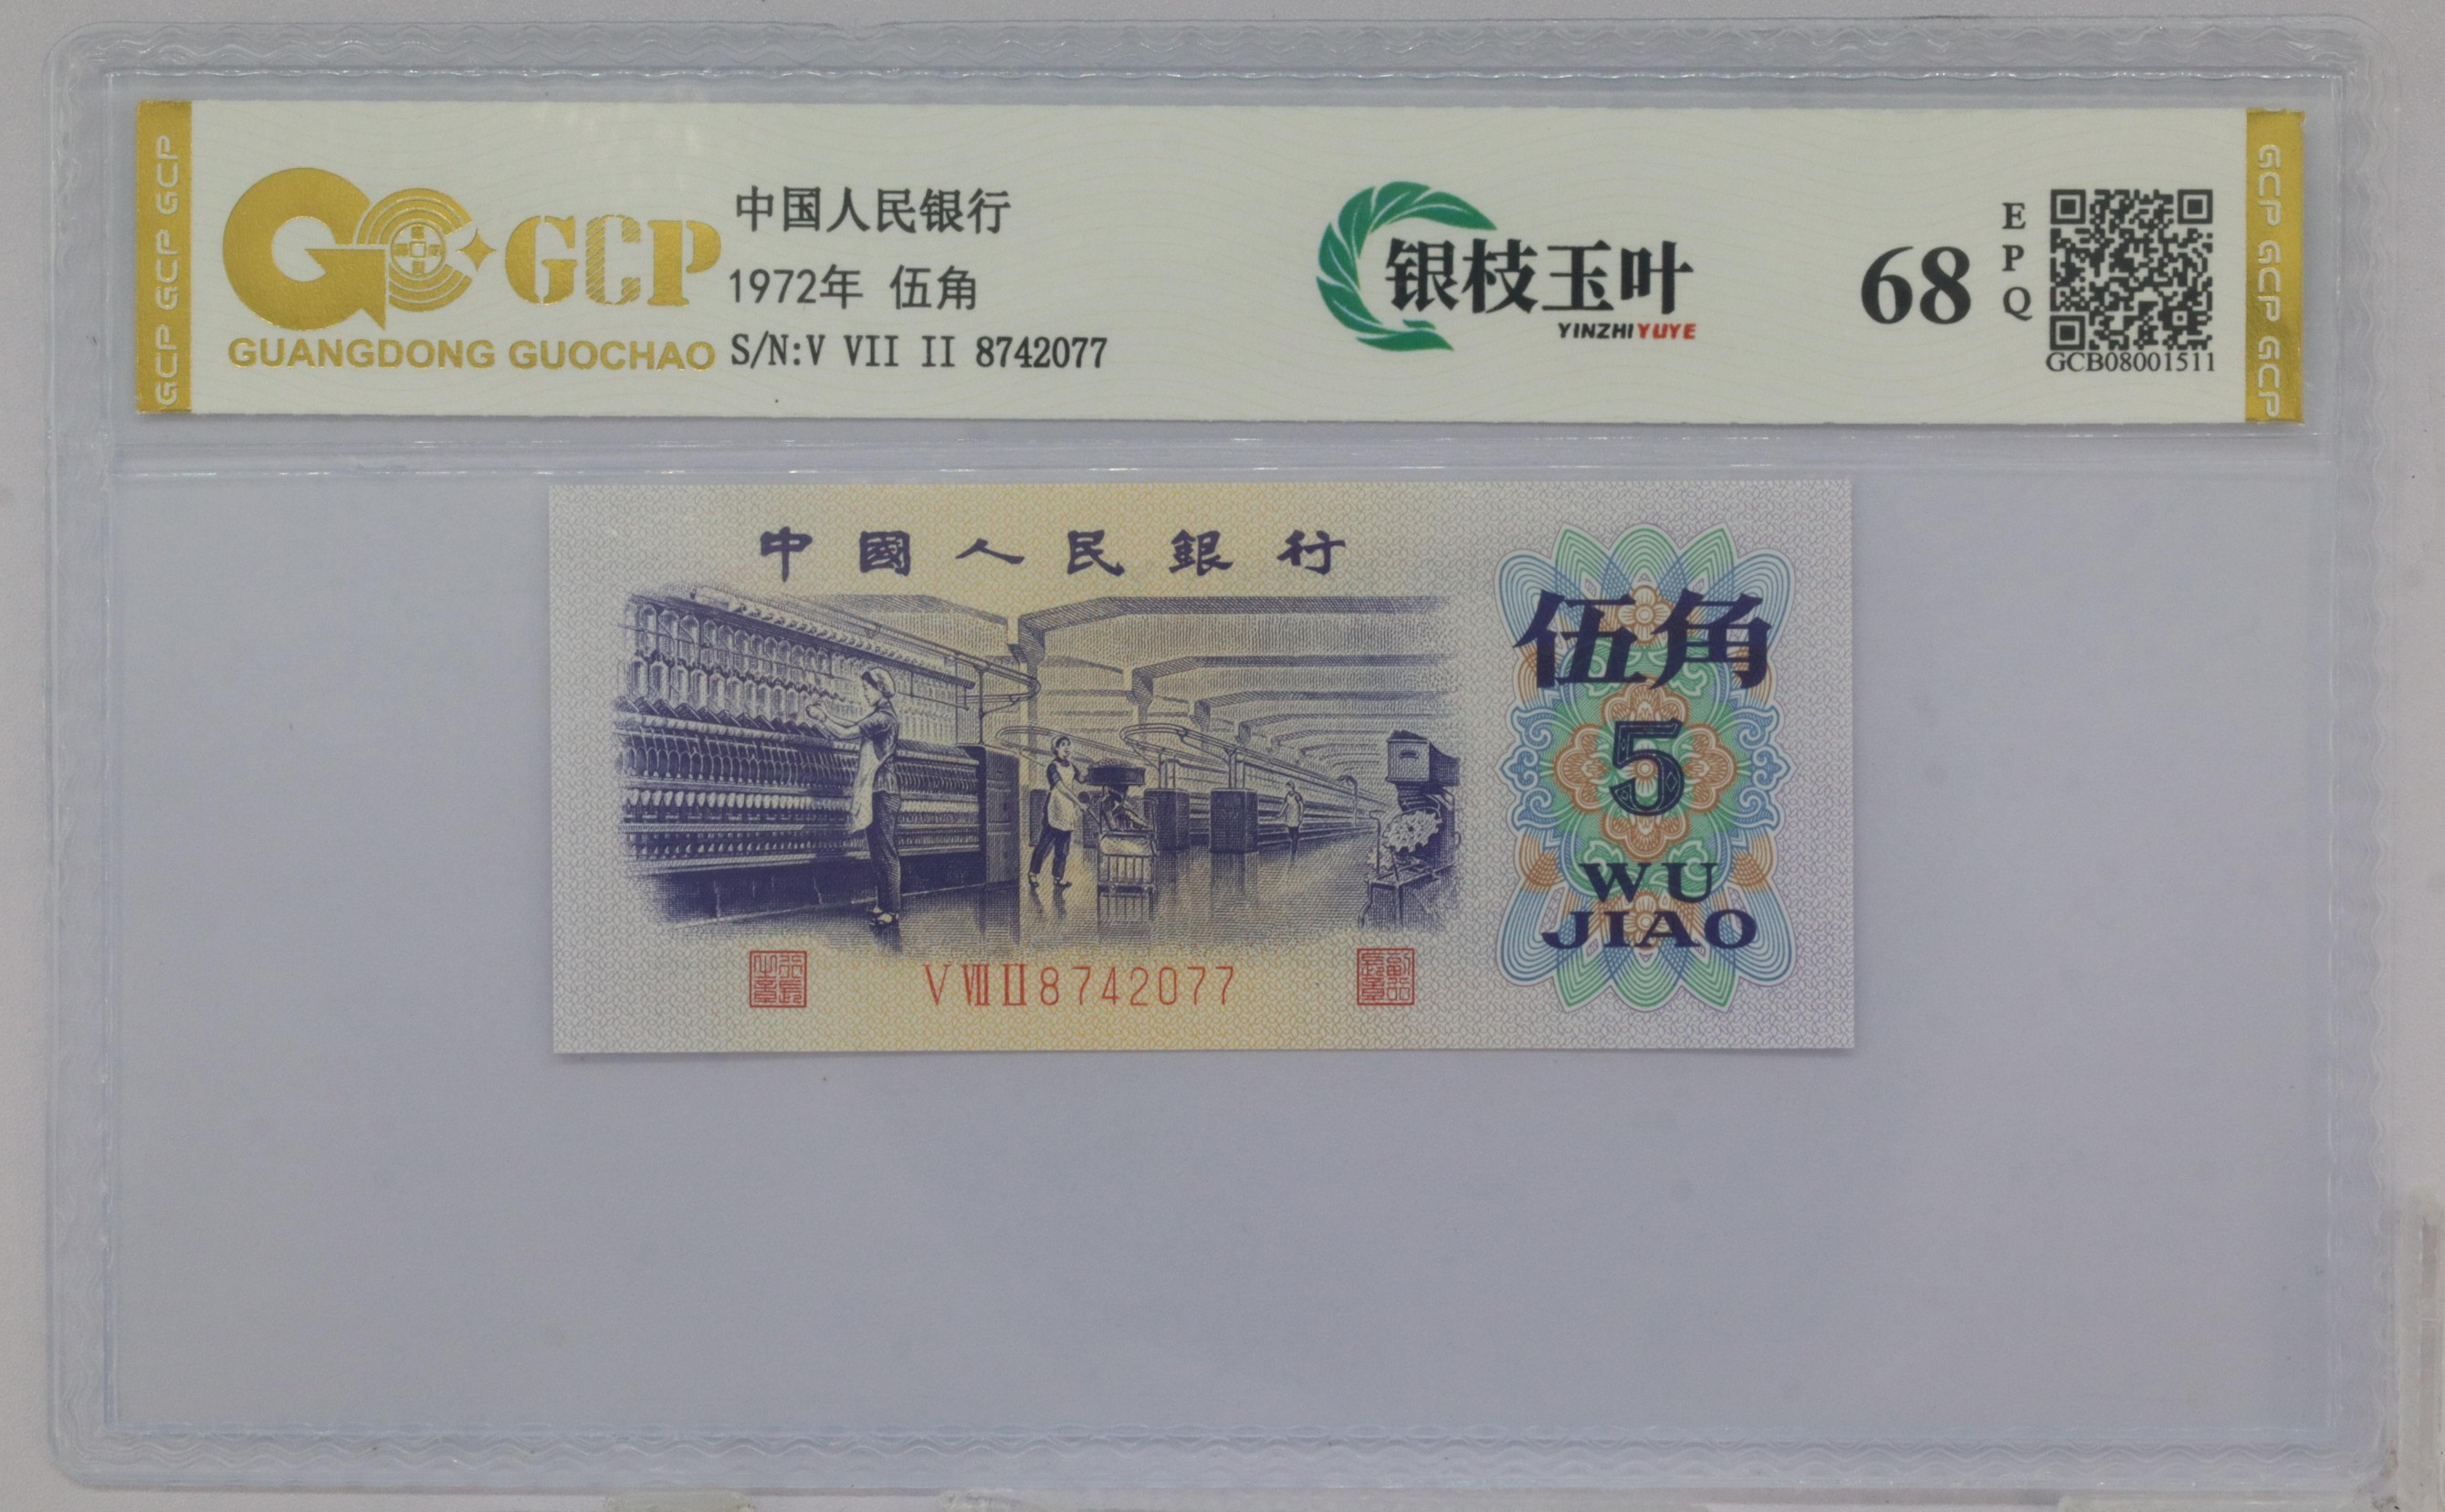 GCP GCP GCP
GCP
GUANGDONG GUOCHAO
中国人民银行
1972年 伍角
S/N:V VII II 8742077
银枝玉叶
YINZHIYUYE
68
EPQ
GCB08001511
GCP GCP GCP
中國人民銀行
伍角
5
WU
JIAO
V VII II 8742077